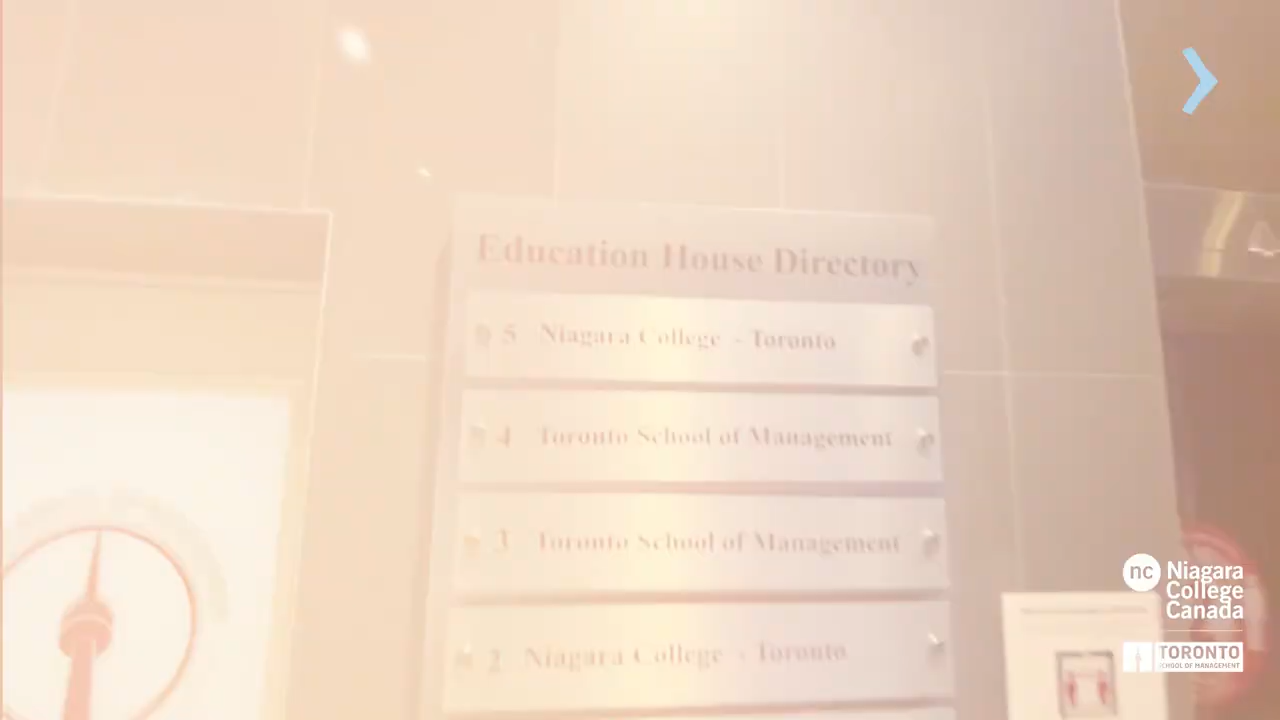 Education House Directory
5 Niagara College - Toronto
4 Toronto School of Management
3 Toronto School of Management
2 Niagara College - Toronto
nc Niagara
College
Canada
TORONTO
SCHOOL OF MANAGEMENT